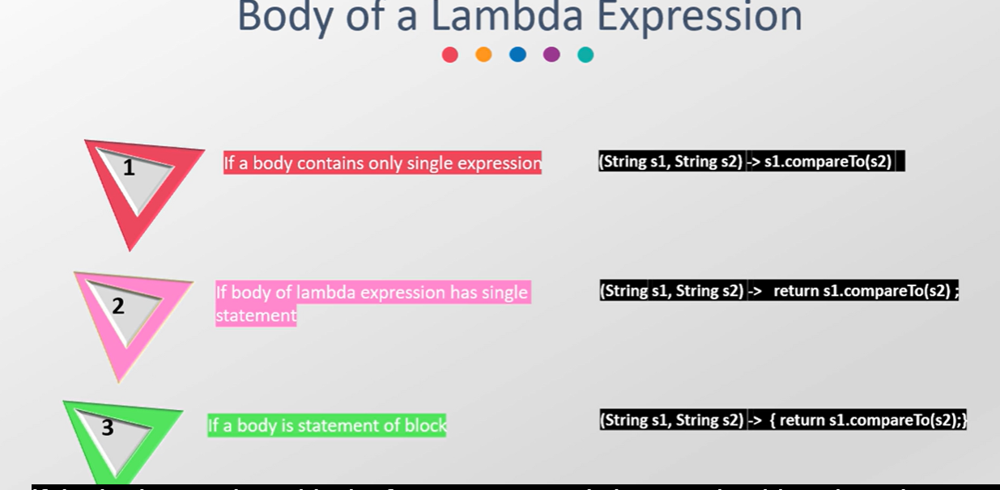 Body of a Lambda Expression
1
If a body contains only single expression
(String s1, String s2) -> s1.compareTo(s2)
2
If body of lambda expression has single
statement
(String s1, String s2) -> return s1.compareTo(s2) ;
3
If a body is statement of block
(String s1, String s2) -> { return s1.compareTo(s2);}